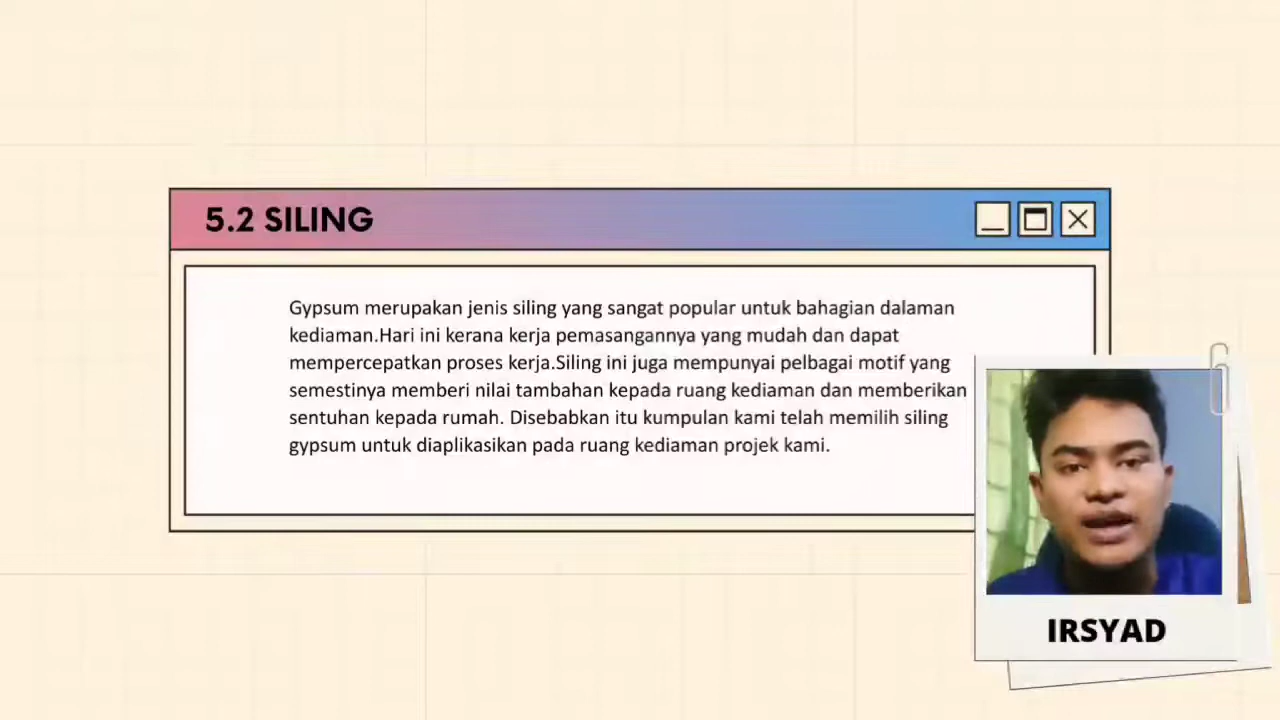 5.2 SILING
Gypsum merupakan jenis siling yang sangat popular untuk bahagian dalaman
kediaman.Hari ini kerana kerja pemasangannya yang mudah dan dapat
mempercepatkan proses kerja.Siling ini juga mempunyai pelbagai motif yang
semestinya memberi nilai tambahan kepada ruang kediaman dan memberikan
sentuhan kepada rumah. Disebabkan itu kumpulan kami telah memilih siling
gypsum untuk diaplikasikan pada ruang kediaman projek kami.
IRSYAD